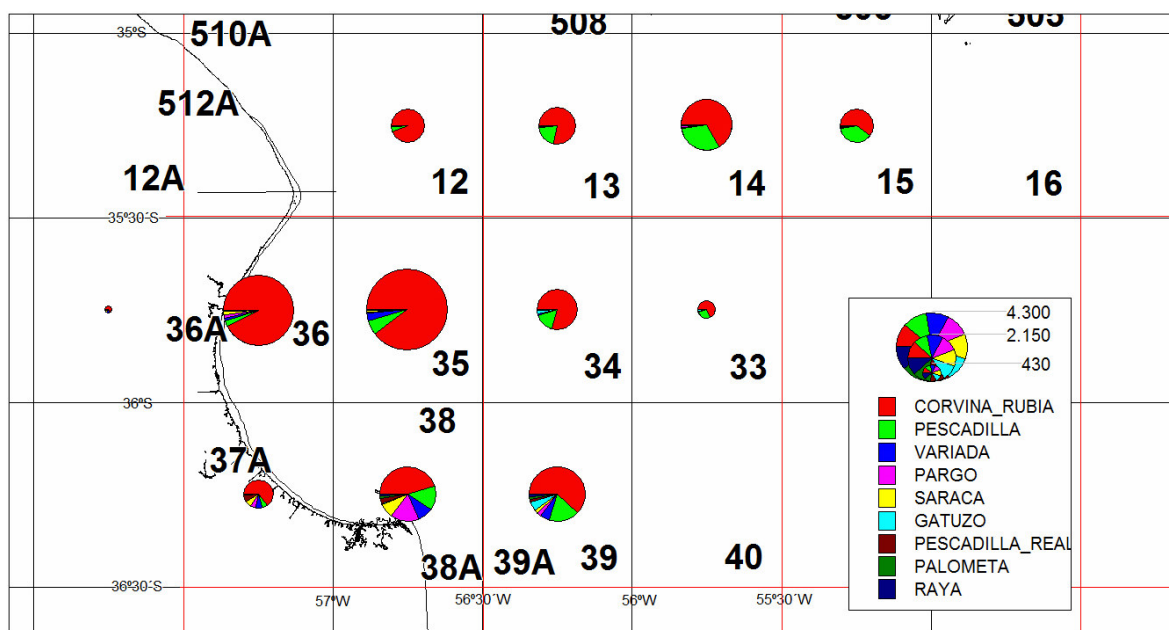 35ºS
510A
508
505
512A
12A
12
13
14
15
16
35º30'S
36A
36
35
34
33
4.300
2.150
430
CORVINA_RUBIA
PESCADILLA
VARIADA
PARGO
SARACA
GATUZO
PESCADILLA_REAL
PALOMETA
RAYA
36º S
38
37A
38A
39A
39
40
36º30'S
57ºW
56º30'W
56ºW
55º30'W